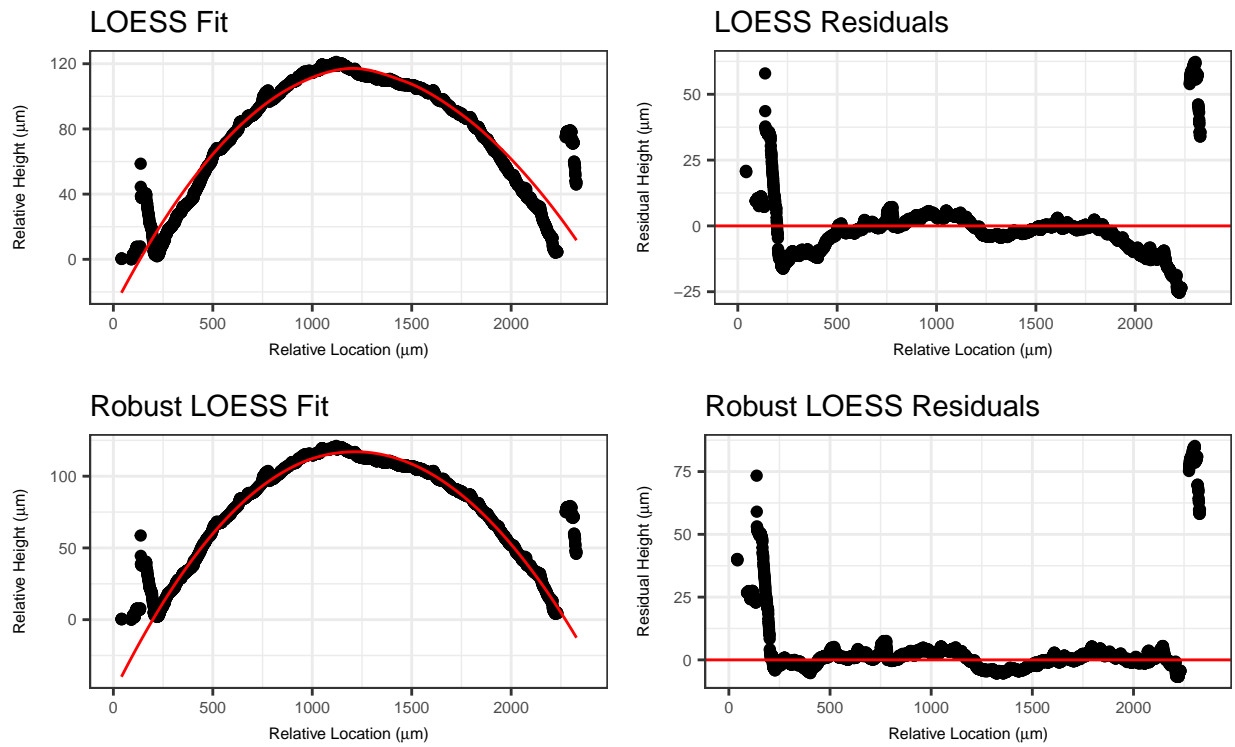 LOESS Fit
Relative Height (μm)
120
80
40
0
0 500 1000 1500 2000
Relative Location (μm)
LOESS Residuals
Residual Height (μm)
50
25
0
−25
0 500 1000 1500 2000
Relative Location (μm)
Robust LOESS Fit
Relative Height (μm)
100
50
0
0 500 1000 1500 2000
Relative Location (μm)
Robust LOESS Residuals
Residual Height (μm)
75
50
25
0
0 500 1000 1500 2000
Relative Location (μm)